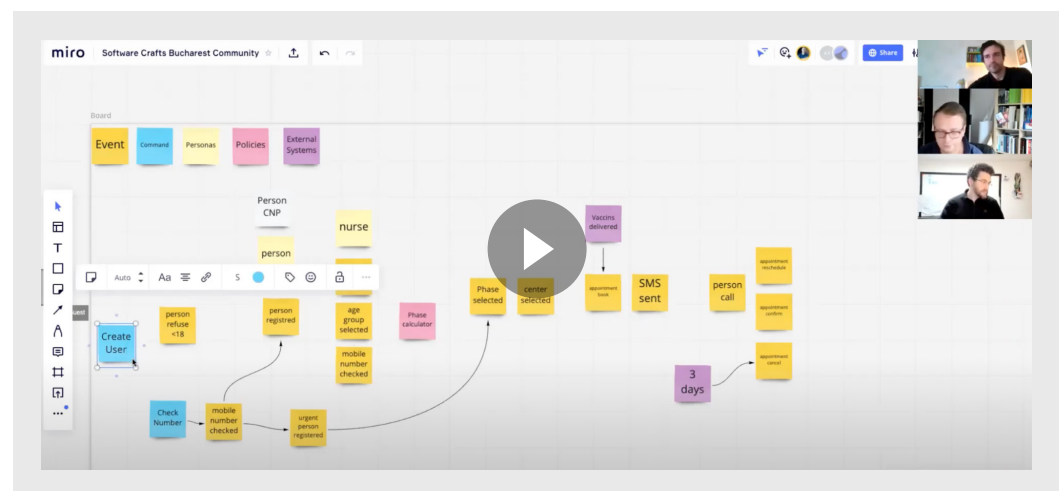 miro
Software Crafts Bucharest Community
Share
Board
Event
Command
Personas
Policies
External
Systems
Person
CNP
nurse
person
Auto
Aa
S
Vaccins
delivered
Create
User
person
refuse
<18
person
registred
age
group
selected
mobile
number
checked
Phase
calculator
Phase
selected
center
selected
appointment
book
SMS
sent
person
call
appointment
reschedule
appointment
confirm
appointment
cancel
3
days
Check
Number
mobile
number
checked
urgent
person
registered